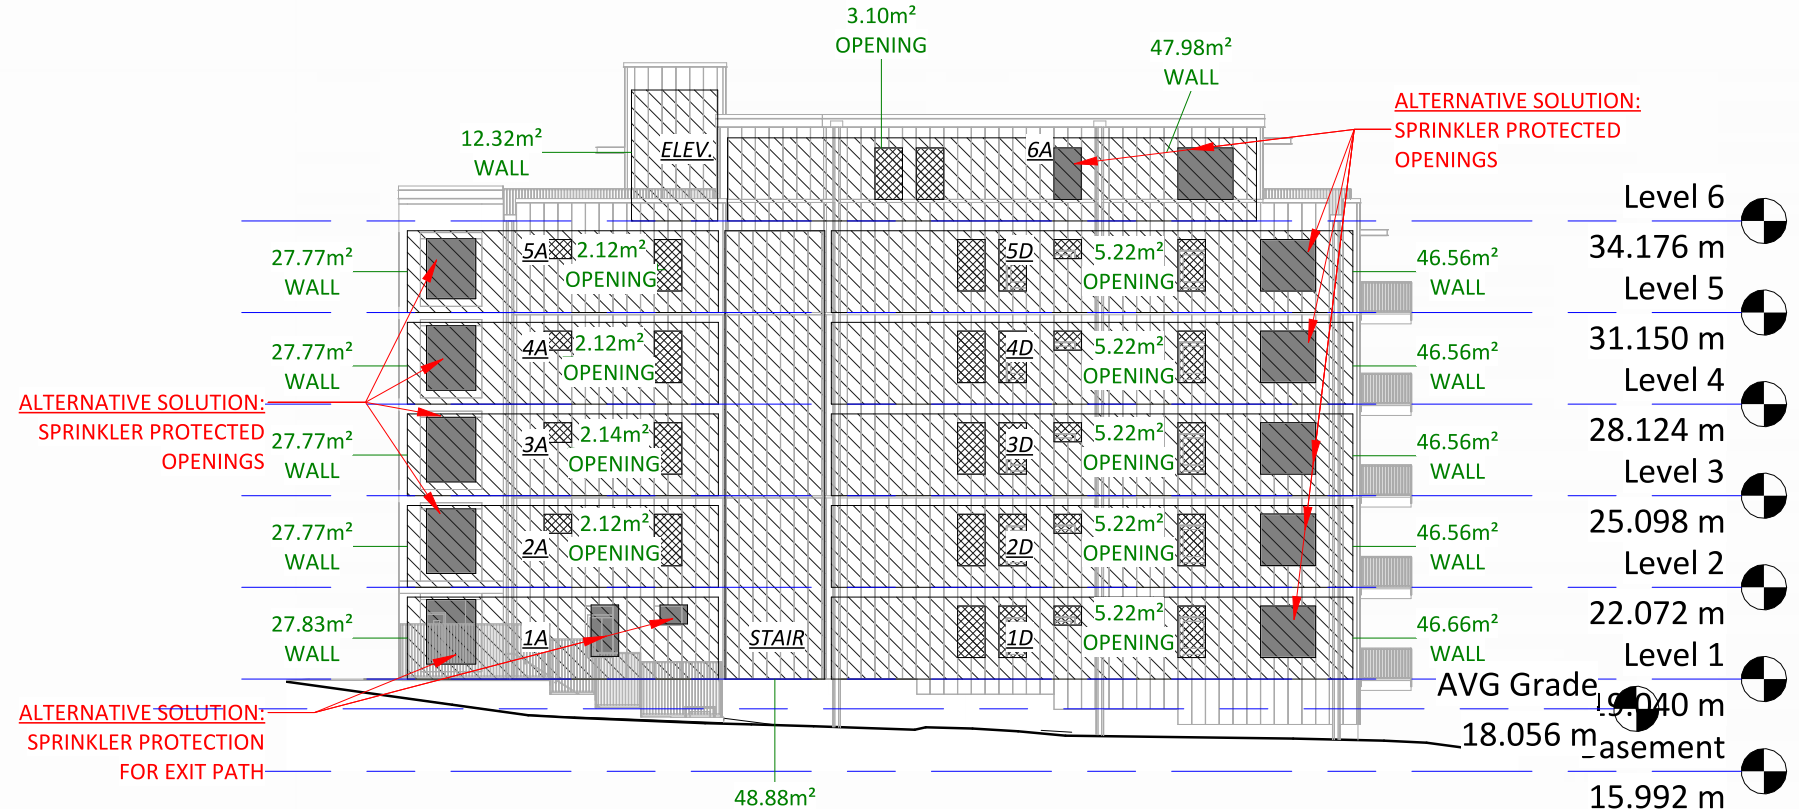 3.10m²
OPENING
47.98m²
WALL
ALTERNATIVE SOLUTION:
SPRINKLER PROTECTED
OPENINGS
12.32m²
WALL
ELEV.
6A
Level 6
34.176 m
27.77m²
WALL
5A
2.12m²
OPENING
5D
5.22m²
OPENING
46.56m²
WALL
Level 5
31.150 m
27.77m²
WALL
4A
2.12m²
OPENING
4D
5.22m²
OPENING
46.56m²
WALL
Level 4
28.124 m
ALTERNATIVE SOLUTION:
SPRINKLER PROTECTED
OPENINGS
27.77m²
WALL
3A
2.14m²
OPENING
3D
5.22m²
OPENING
46.56m²
WALL
Level 3
25.098 m
27.77m²
WALL
2A
2.12m²
OPENING
2D
5.22m²
OPENING
46.56m²
WALL
Level 2
22.072 m
27.83m²
WALL
1A
STAIR
1D
5.22m²
OPENING
46.66m²
WALL
Level 1
AVG Grade
18.056 m
ALTERNATIVE SOLUTION:
SPRINKLER PROTECTION
FOR EXIT PATH
15.992 m
48.88m²